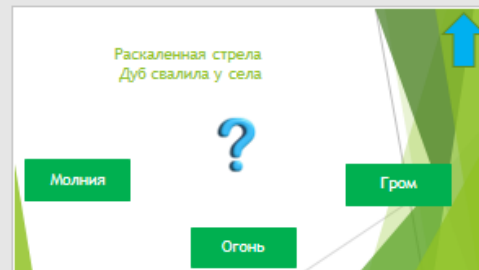 Раскаленная стрела
Дуб свалила у села
?
Молния
Гром
Огонь